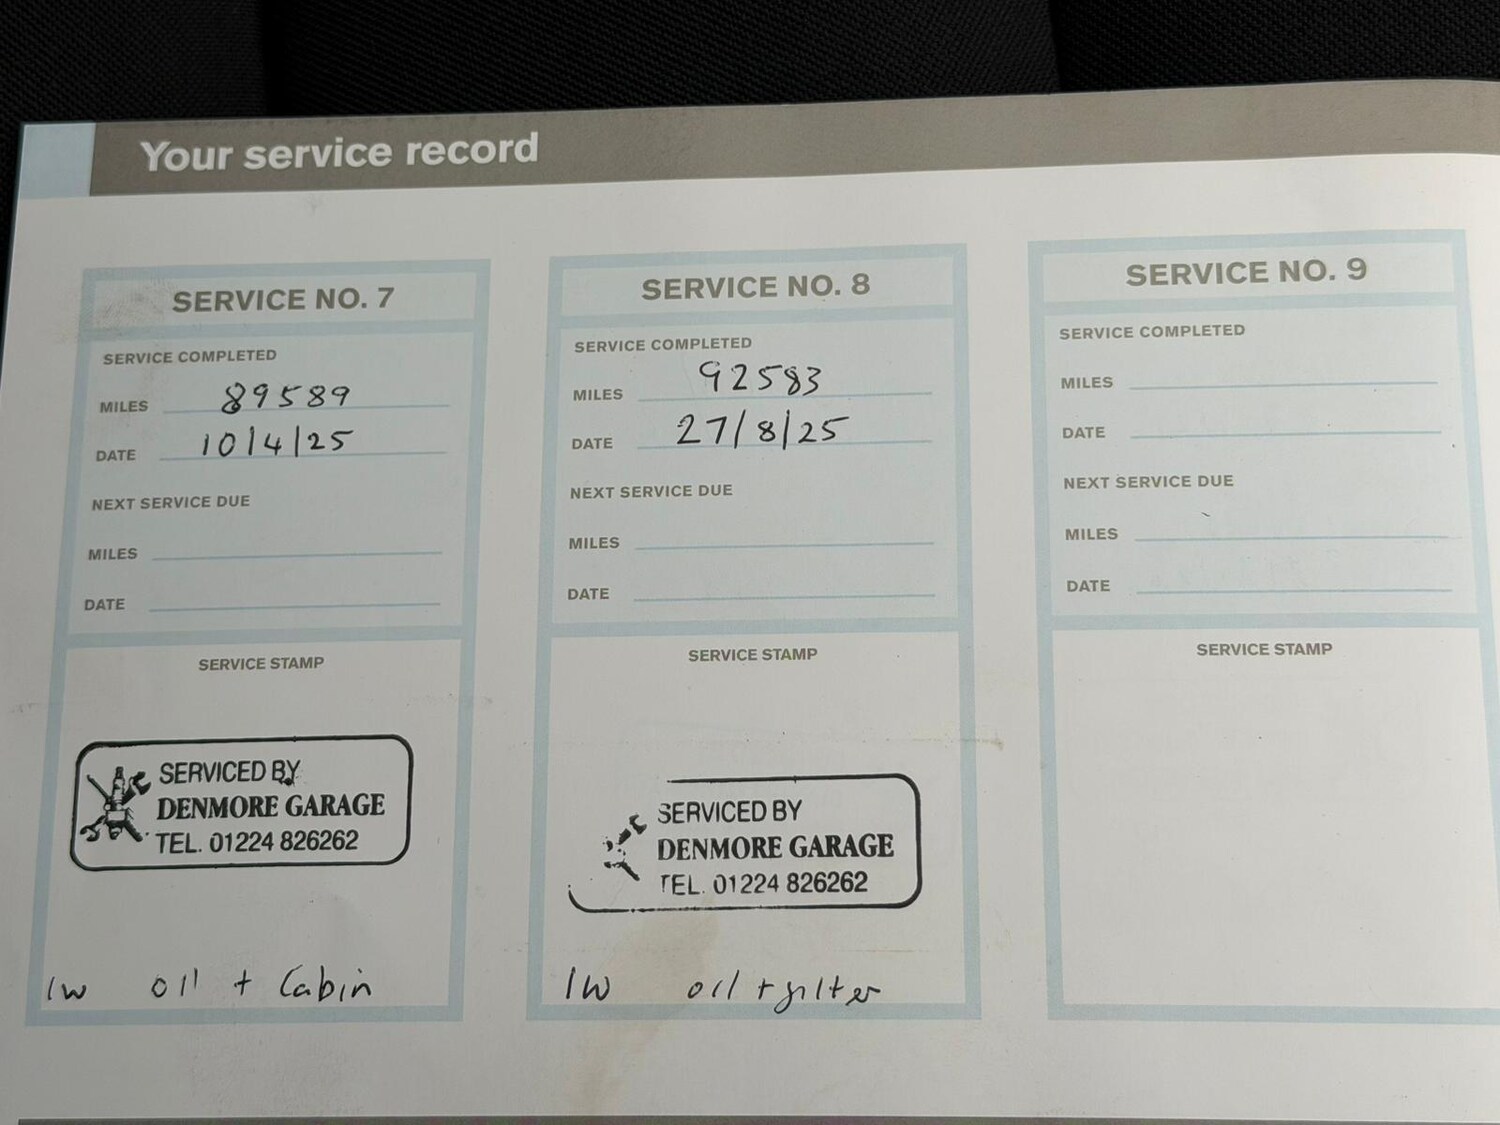 Your service record
SERVICE NO. 7
SERVICE COMPLETED
MILES 89589
DATE 10/4/25
NEXT SERVICE DUE
MILES
DATE
SERVICE STAMP
SERVICED BY
DENMORE GARAGE
TEL. 01224 826262
IW oil + Cabin
SERVICE NO. 8
SERVICE COMPLETED
MILES 92583
DATE 27/8/25
NEXT SERVICE DUE
MILES
DATE
SERVICE STAMP
SERVICED BY
DENMORE GARAGE
TEL. 01224 826262
IW oil + filter
SERVICE NO. 9
SERVICE COMPLETED
MILES
DATE
NEXT SERVICE DUE
MILES
DATE
SERVICE STAMP